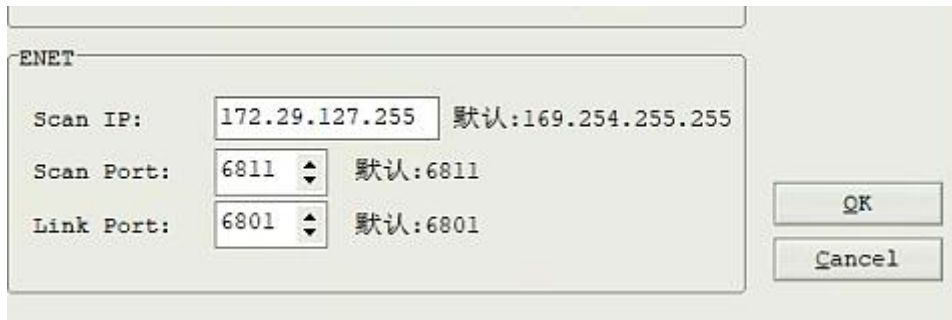 ENET
Scan IP: 172.29.127.255 默认:169.254.255.255
Scan Port: 6811 默认:6811
Link Port: 6801 默认:6801
OK
Cancel